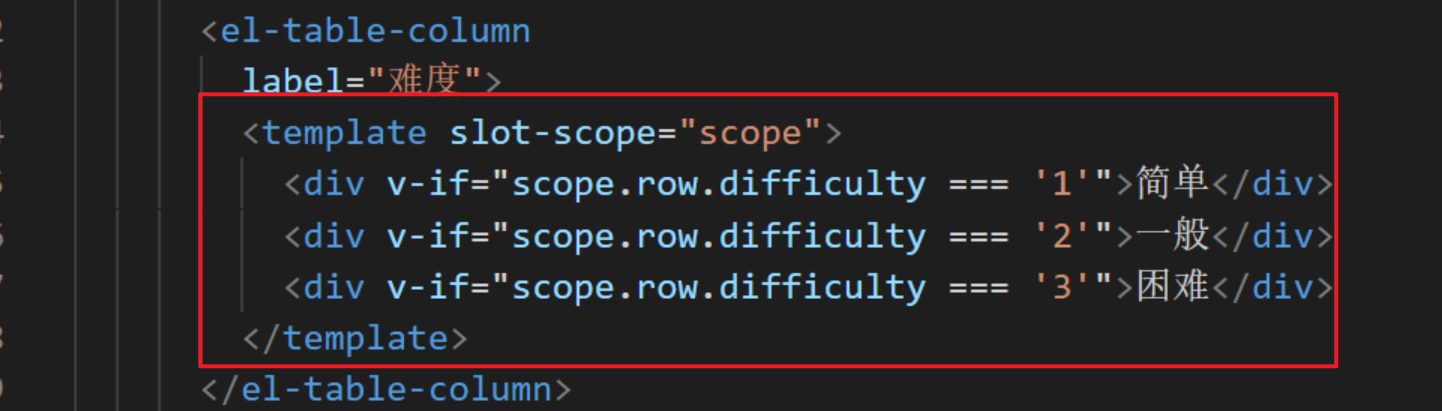 <el-table-column
label="难度">
<template slot-scope="scope">
<div v-if="scope.row.difficulty === '1'">简单</div>
<div v-if="scope.row.difficulty === '2'">一般</div>
<div v-if="scope.row.difficulty === '3'">困难</div>
</template>
</el-table-column>